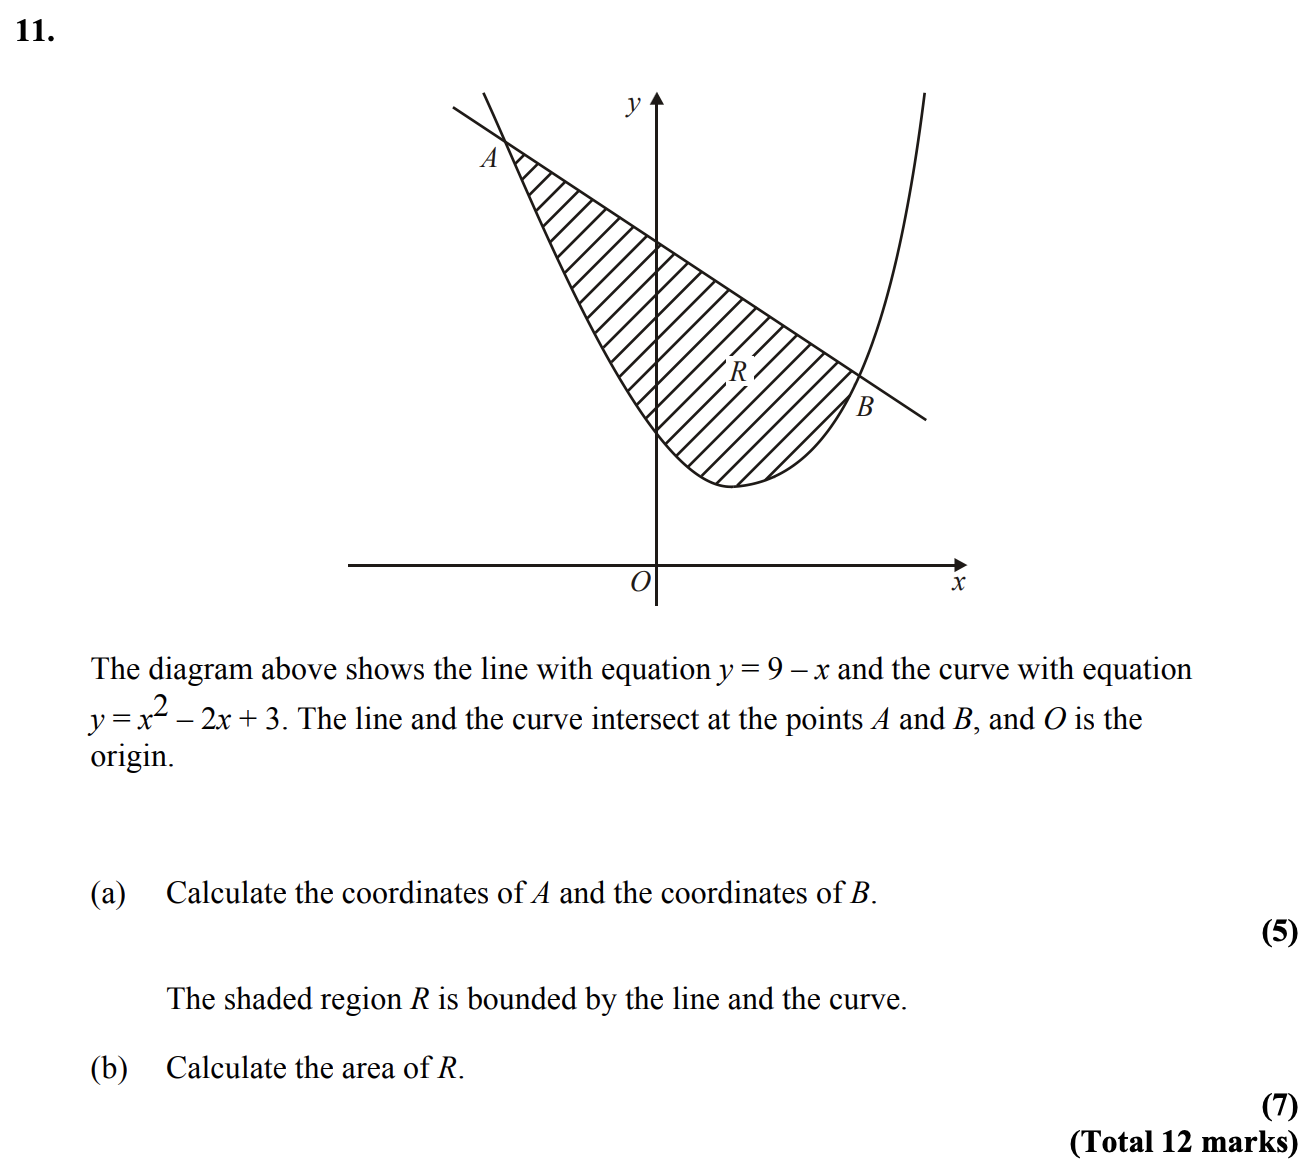 11.
y
A
R
B
O
x
The diagram above shows the line with equation y = 9 – x and the curve with equation
y = x² – 2x + 3. The line and the curve intersect at the points A and B, and O is the
origin.
(a) Calculate the coordinates of A and the coordinates of B.
(5)
The shaded region R is bounded by the line and the curve.
(b) Calculate the area of R.
(7)
(Total 12 marks)